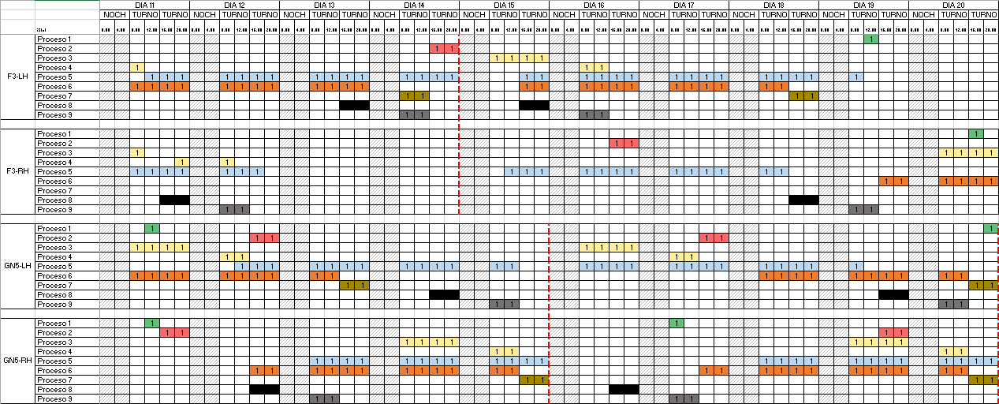 DIA 11 DIA 12 DIA 13 DIA 14 DIA 15 DIA 16 DIA 17 DIA 18 DIA 19 DIA 20
NOCH TURNO TURNO NOCH TURNO TURNO NOCH TURNO TURNO NOCH TURNO TURNO NOCH TURNO TURNO NOCH TURNO TURNO NOCH TURNO TURNO NOCH TURNO TURNO NOCH TURNO TURNO NOCH TURNO TURNO
0.00 4.00 8.00 12.00 16.00 20.00 0.00 4.00 8.00 12.00 16.00 20.00 0.00 4.00 8.00 12.00 16.00 20.00 0.00 4.00 8.00 12.00 16.00 20.00 0.00 4.00 8.00 12.00 16.00 20.00 0.00 4.00 8.00 12.00 16.00 20.00 0.00 4.00 8.00 12.00 16.00 20.00 0.00 4.00 8.00 12.00 16.00 20.00 0.00 4.00 8.00 12.00 16.00 20.00 0.00 4.00 8.00 12.00 16.00 20.00
F3-LH
Proceso 1 1
Proceso 2 1 1
Proceso 3 1 1 1 1
Proceso 4 1 1 1
Proceso 5 1 1 1 1 1 1 1 1 1 1 1 1 1 1 1 1 1 1 1 1 1 1 1 1 1 1 1 1 1 1
Proceso 6 1 1 1 1 1 1 1 1 1 1 1 1 1 1 1 1 1 1 1 1 1 1 1 1
Proceso 7 1 1 1 1
Proceso 8
Proceso 9 1 1 1 1
F3-RH
Proceso 1 1
Proceso 2 1 1
Proceso 3 1 1 1 1 1
Proceso 4 1 1
Proceso 5 1 1 1 1 1 1 1 1 1 1 1 1 1 1 1 1 1 1 1 1
Proceso 6 1 1 1 1 1 1
Proceso 7
Proceso 8
Proceso 9 1 1 1 1
GN5-LH
Proceso 1 1 1
Proceso 2 1 1 1 1
Proceso 3 1 1 1 1 1 1 1 1
Proceso 4 1 1 1 1
Proceso 5 1 1 1 1 1 1 1 1 1 1 1 1 1 1 1 1 1 1 1 1 1 1 1 1 1 1
Proceso 6 1 1 1 1 1 1 1 1 1 1 1 1 1 1 1 1 1 1 1 1
Proceso 7 1 1 1 1
Proceso 8
Proceso 9 1 1 1 1
GN5-RH
Proceso 1 1 1
Proceso 2 1 1 1 1
Proceso 3 1 1 1 1 1 1 1 1
Proceso 4 1 1 1 1
Proceso 5 1 1 1 1 1 1 1 1 1 1 1 1 1 1 1 1 1 1 1 1 1 1 1 1
Proceso 6 1 1 1 1 1 1 1 1 1 1 1 1 1 1 1 1 1 1 1 1 1 1 1 1
Proceso 7 1 1 1 1
Proceso 8
Proceso 9 1 1 1 1